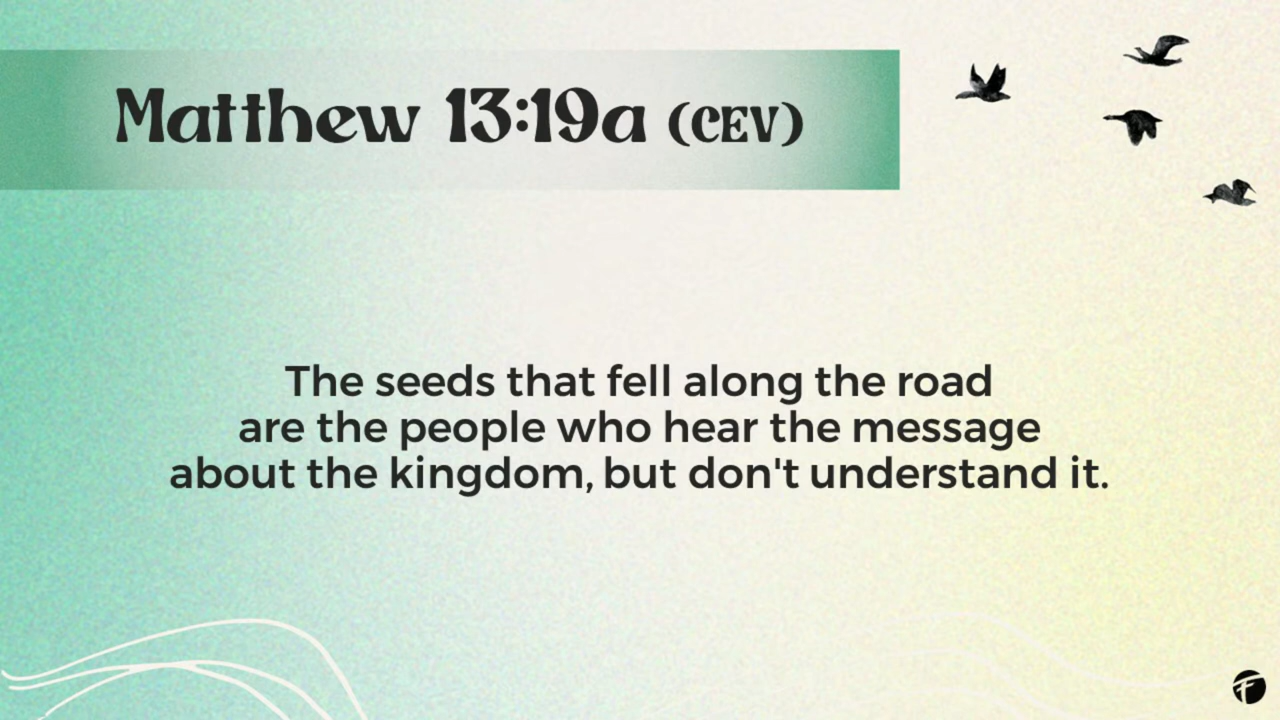 Matthew 13:19a (CEV)
The seeds that fell along the road
are the people who hear the message
about the kingdom, but don't understand it.